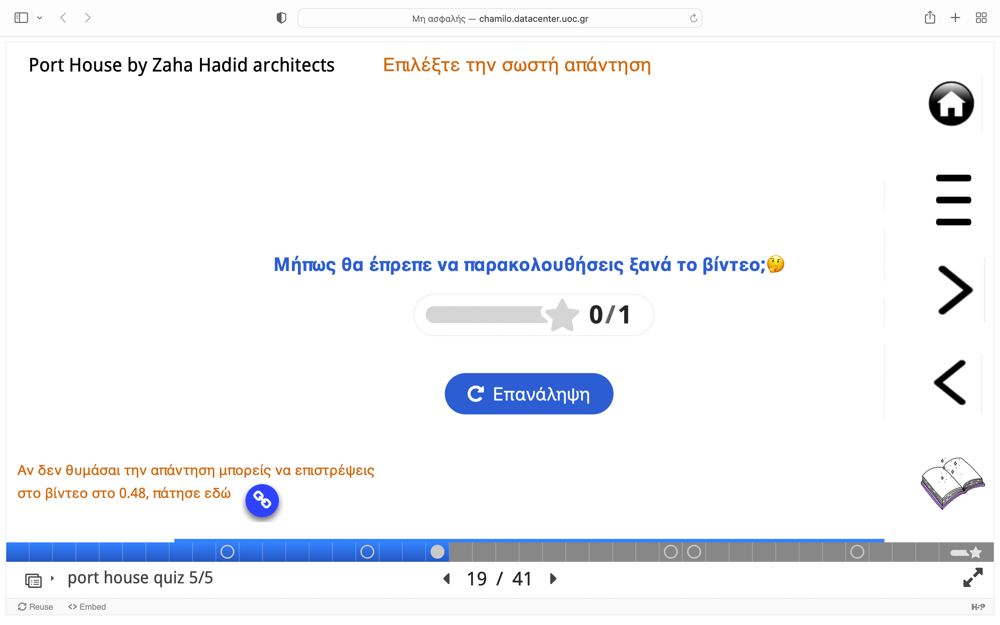 Μη ασφαλής — chamilo.datacenter.uoc.gr
Port House by Zaha Hadid architects
Επιλέξτε την σωστή απάντηση
Μήπως θα έπρεπε να παρακολουθήσεις ξανά το βίντεο;🤔
0/1
Επανάληψη
Αν δεν θυμάσαι την απάντηση μπορείς να επιστρέψεις
στο βίντεο στο 0.48, πάτησε εδώ
port house quiz 5/5
19 / 41
Reuse
Embed
H5P